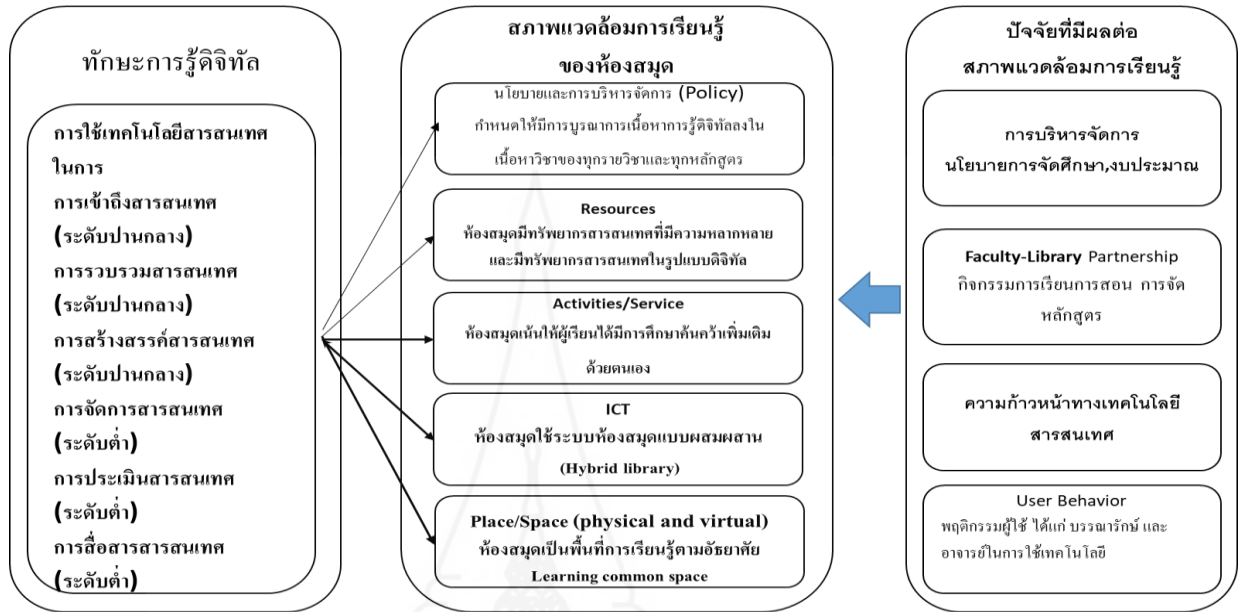 ทักษะการรู้ดิจิทัล
การใช้เทคโนโลยีสารสนเทศ
ในการ
การเข้าถึงสารสนเทศ
(ระดับปานกลาง)
การรวบรวมสารสนเทศ
(ระดับปานกลาง)
การสร้างสรรค์สารสนเทศ
(ระดับปานกลาง)
การจัดการสารสนเทศ
(ระดับต่ำ)
การประเมินสารสนเทศ
(ระดับต่ำ)
การสื่อสารสารสนเทศ
(ระดับต่ำ)
สภาพแวดล้อมการเรียนรู้
ของห้องสมุด
นโยบายและการบริหารจัดการ (Policy)
กำหนดให้มีการบูรณาการเนื้อหาการรู้ดิจิทัลลงใน
เนื้อหาวิชาของทุกรายวิชาและทุกหลักสูตร
Resources
ห้องสมุดมีทรัพยากรสารสนเทศที่มีความหลากหลาย
และมีทรัพยากรสารสนเทศในรูปแบบดิจิทัล
Activities/Service
ห้องสมุดเน้นให้ผู้เรียนได้มีการศึกษาค้นคว้าเพิ่มเติม
ด้วยตนเอง
ICT
ห้องสมุดใช้ระบบห้องสมุดแบบผสมผสาน
(Hybrid library)
Place/Space (physical and virtual)
ห้องสมุดเป็นพื้นที่การเรียนรู้ตามอัธยาศัย
Learning common space
ปัจจัยที่มีผลต่อ
สภาพแวดล้อมการเรียนรู้
การบริหารจัดการ
นโยบายการจัดศึกษา,งบประมาณ
Faculty-Library Partnership
กิจกรรมการเรียนการสอน การจัด
หลักสูตร
ความก้าวหน้าทางเทคโนโลยี
สารสนเทศ
User Behavior
พฤติกรรมผู้ใช้ ได้แก่ บรรณารักษ์ และ
อาจารย์ในการใช้เทคโนโลยี